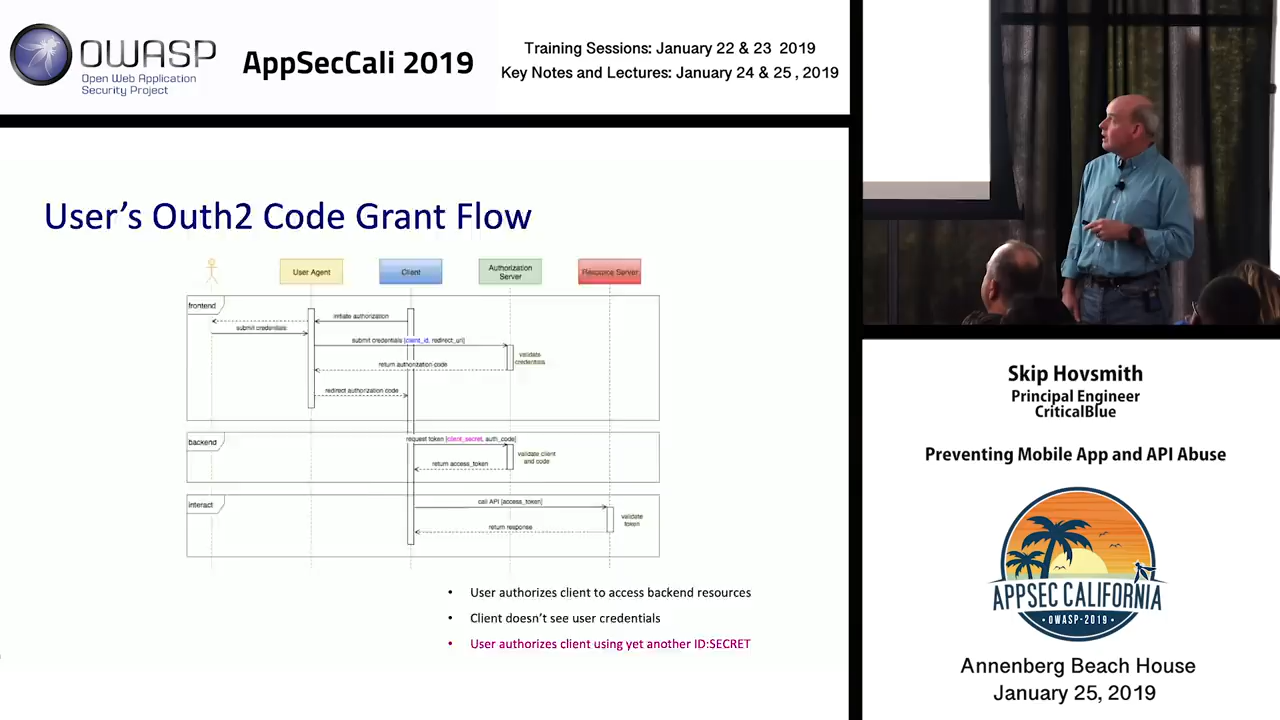 OWASP
Open Web Application
Security Project
AppSecCali 2019
Training Sessions: January 22 & 23 2019
Key Notes and Lectures: January 24 & 25 , 2019
User's Outh2 Code Grant Flow
User Agent
Client
Authorization
Server
Resource Server
frontend
initiate authorization
submit credentials
submit credentials [client_id, redirect_uri]
validate
credentials
return authorization code
redirect authorization code
backend
request token [client_secret, auth_code]
validate client
and code
return access_token
interact
call API [access_token]
validate
token
return response
• User authorizes client to access backend resources
• Client doesn't see user credentials
• User authorizes client using yet another ID:SECRET
Skip Hovsmith
Principal Engineer
CriticalBlue
Preventing Mobile App and API Abuse
APPSEC CALIFORNIA
• OWASP-2019 •
Annenberg Beach House
January 25, 2019